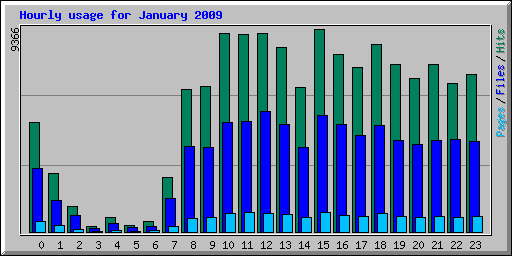 Hourly usage for January 2009
9366
Pages / Files / Hits
0 1 2 3 4 5 6 7 8 9 10 11 12 13 14 15 16 17 18 19 20 21 22 23